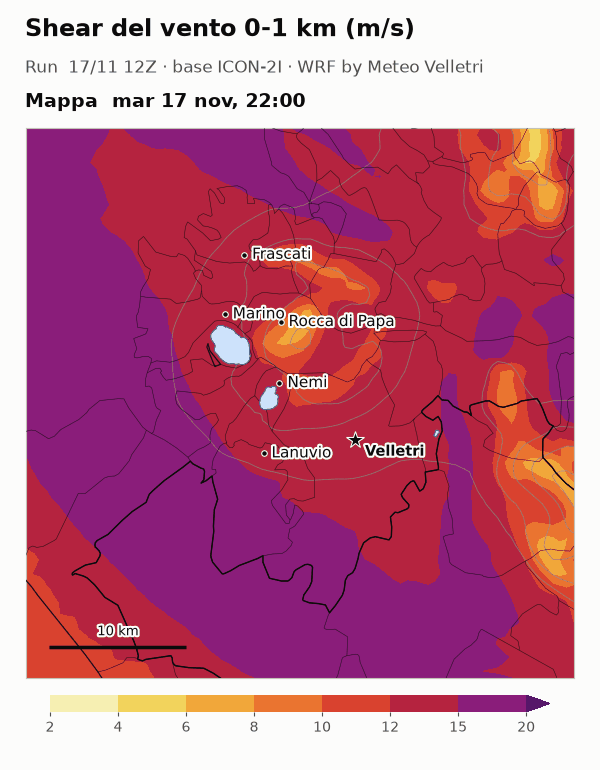 Shear del vento 0-1 km (m/s)
Run  17/11 12Z · base ICON-2I · WRF by Meteo Velletri
Mappa  mar 17 nov, 22:00
Frascati
Marino
Rocca di Papa
Nemi
Velletri
Lanuvio
10 km
2 4 6 8 10 12 15 20